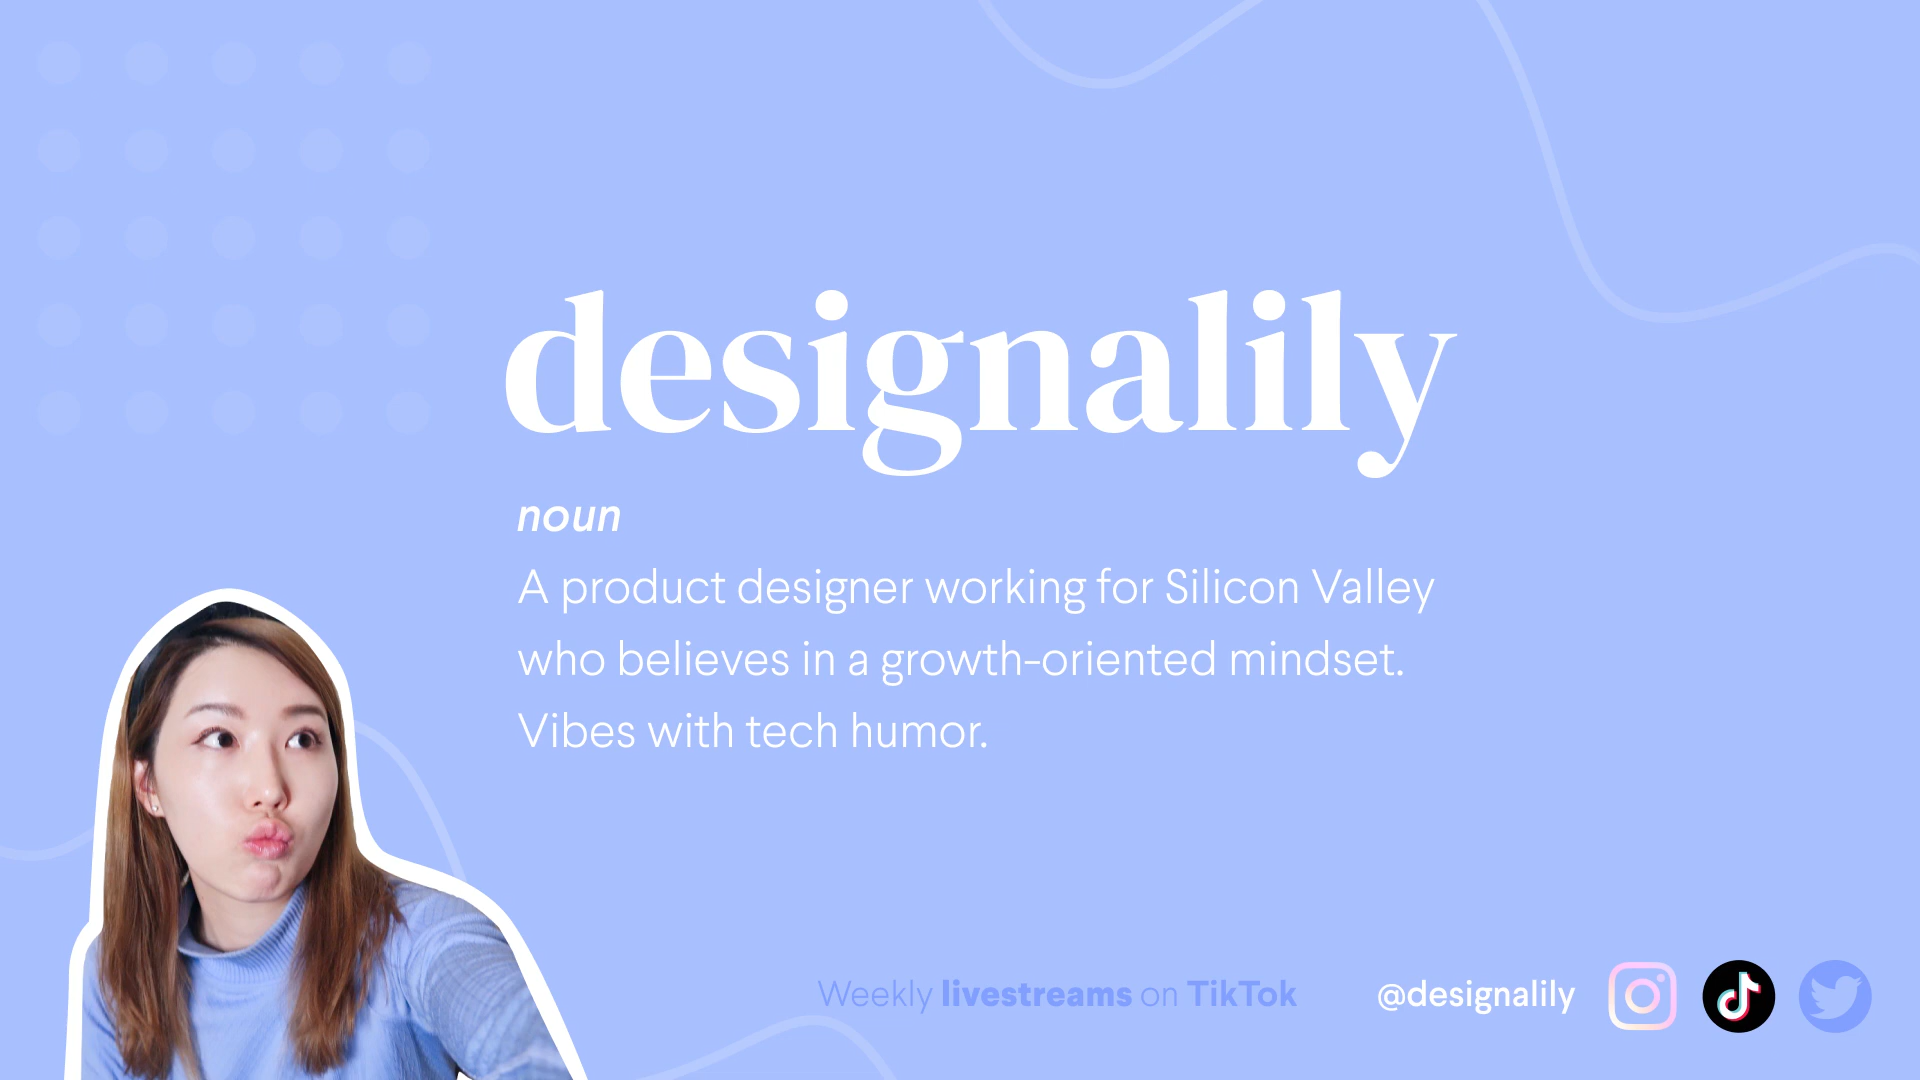 designalily
noun
A product designer working for Silicon Valley
who believes in a growth-oriented mindset.
Vibes with tech humor.
Weekly livestreams on TikTok
@designalily